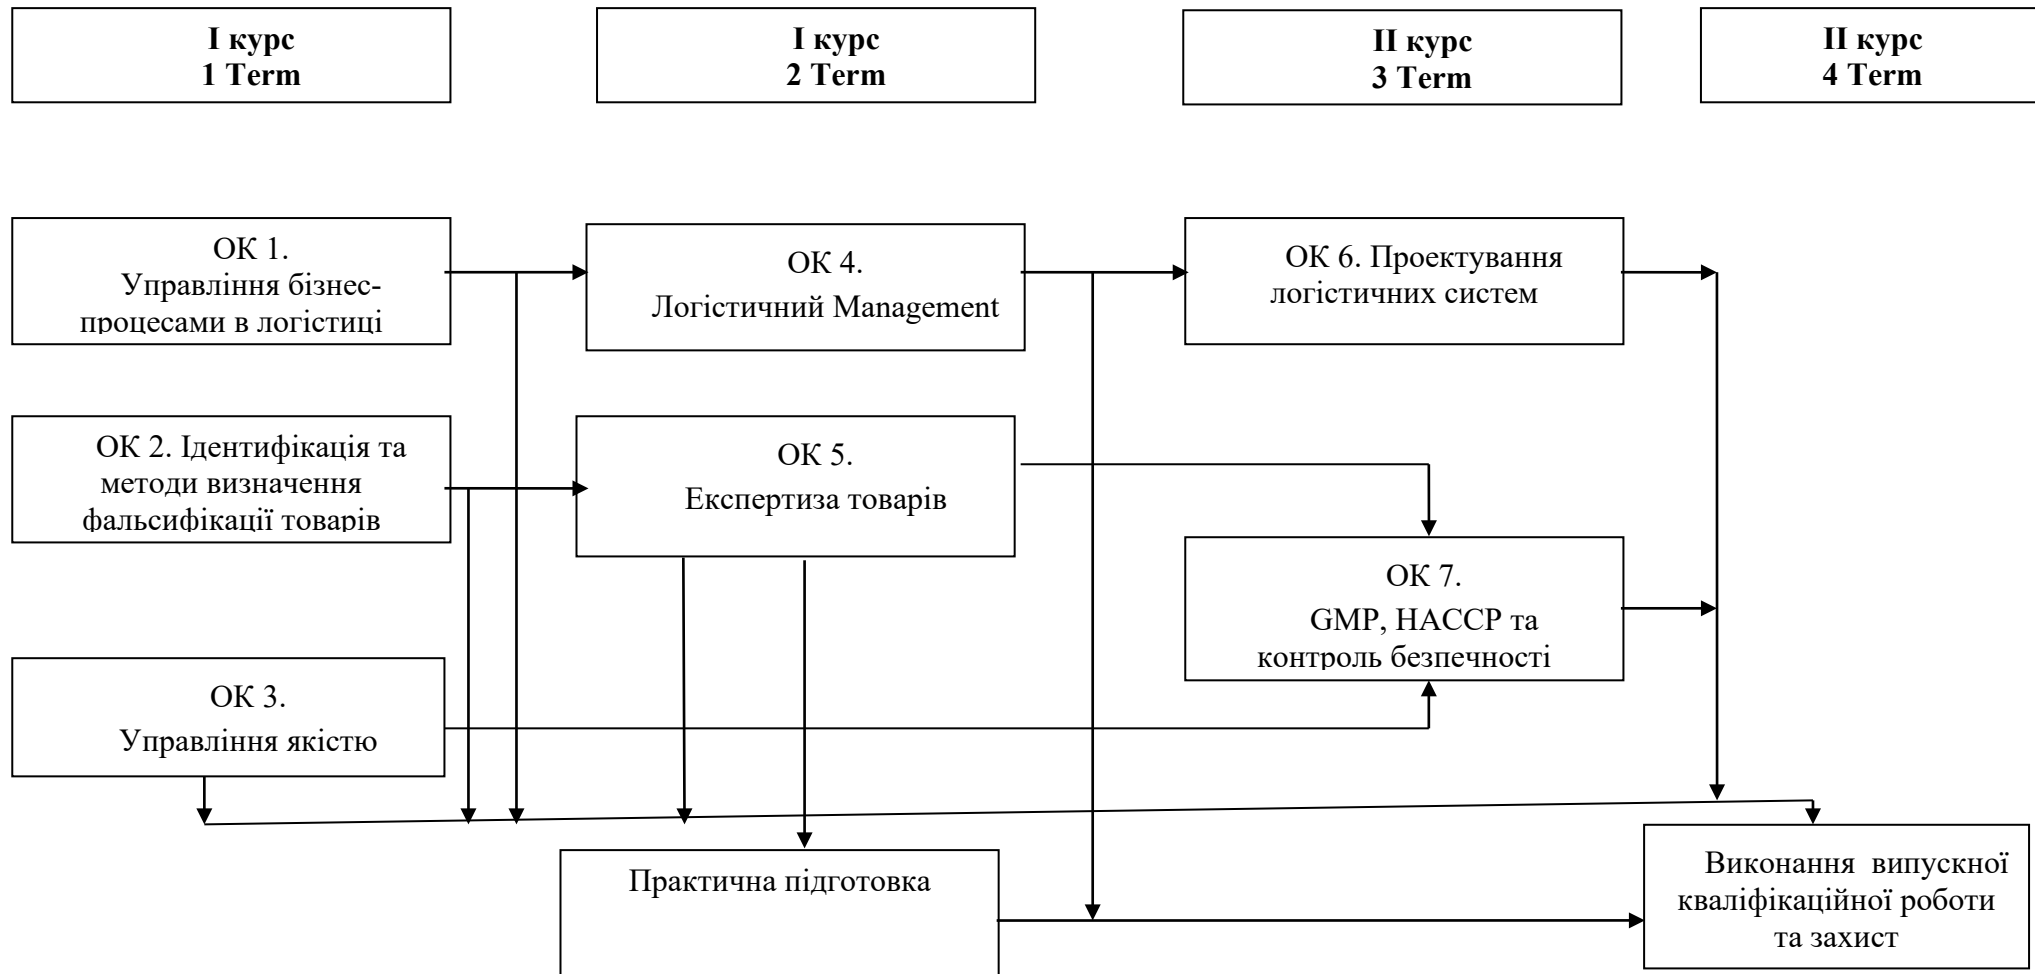 І курс
1 Term
І курс
2 Term
ІІ курс
3 Term
ІІ курс
4 Term
ОК 1.
Управління бізнес-
процесами в логістиці
ОК 4.
Логістичний Management
ОК 6. Проектування
логістичних систем
ОК 2. Ідентифікація та
методи визначення
фальсифікації товарів
ОК 5.
Експертиза товарів
ОК 7.
GMP, НАССР та
контроль безпечності
ОК 3.
Управління якістю
Практична підготовка
Виконання випускної
кваліфікаційної роботи
та захист